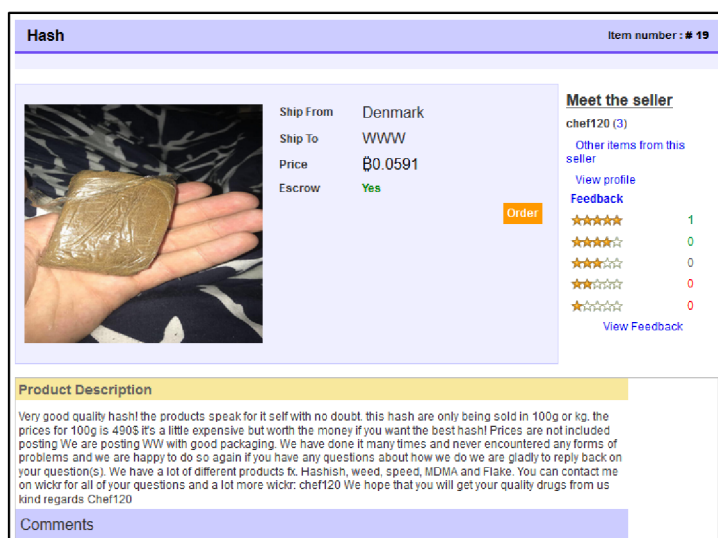 Hash
Item number : # 19
Ship From Denmark
Ship To WWW
Price ₿0.0591
Escrow Yes
Order
Meet the seller
chef120 (3)
Other items from this
seller
View profile
Feedback
1
0
0
0
0
View Feedback
Product Description
Very good quality hash! the products speak for it self with no doubt. this hash are only being sold in 100g or kg. the
prices for 100g is 490$ it's a little expensive but worth the money if you want the best hash! Prices are not included
posting We are posting WW with good packaging. We have done it many times and never encountered any forms of
problems and we are happy to do so again if you have any questions about how we do we are gladly to reply back on
your question(s). We have a lot of different products fx. Hashish, weed, speed, MDMA and Flake. You can contact me
on wickr for all of your questions and a lot more wickr: chef120 We hope that you will get your quality drugs from us
kind regards Chef120
Comments